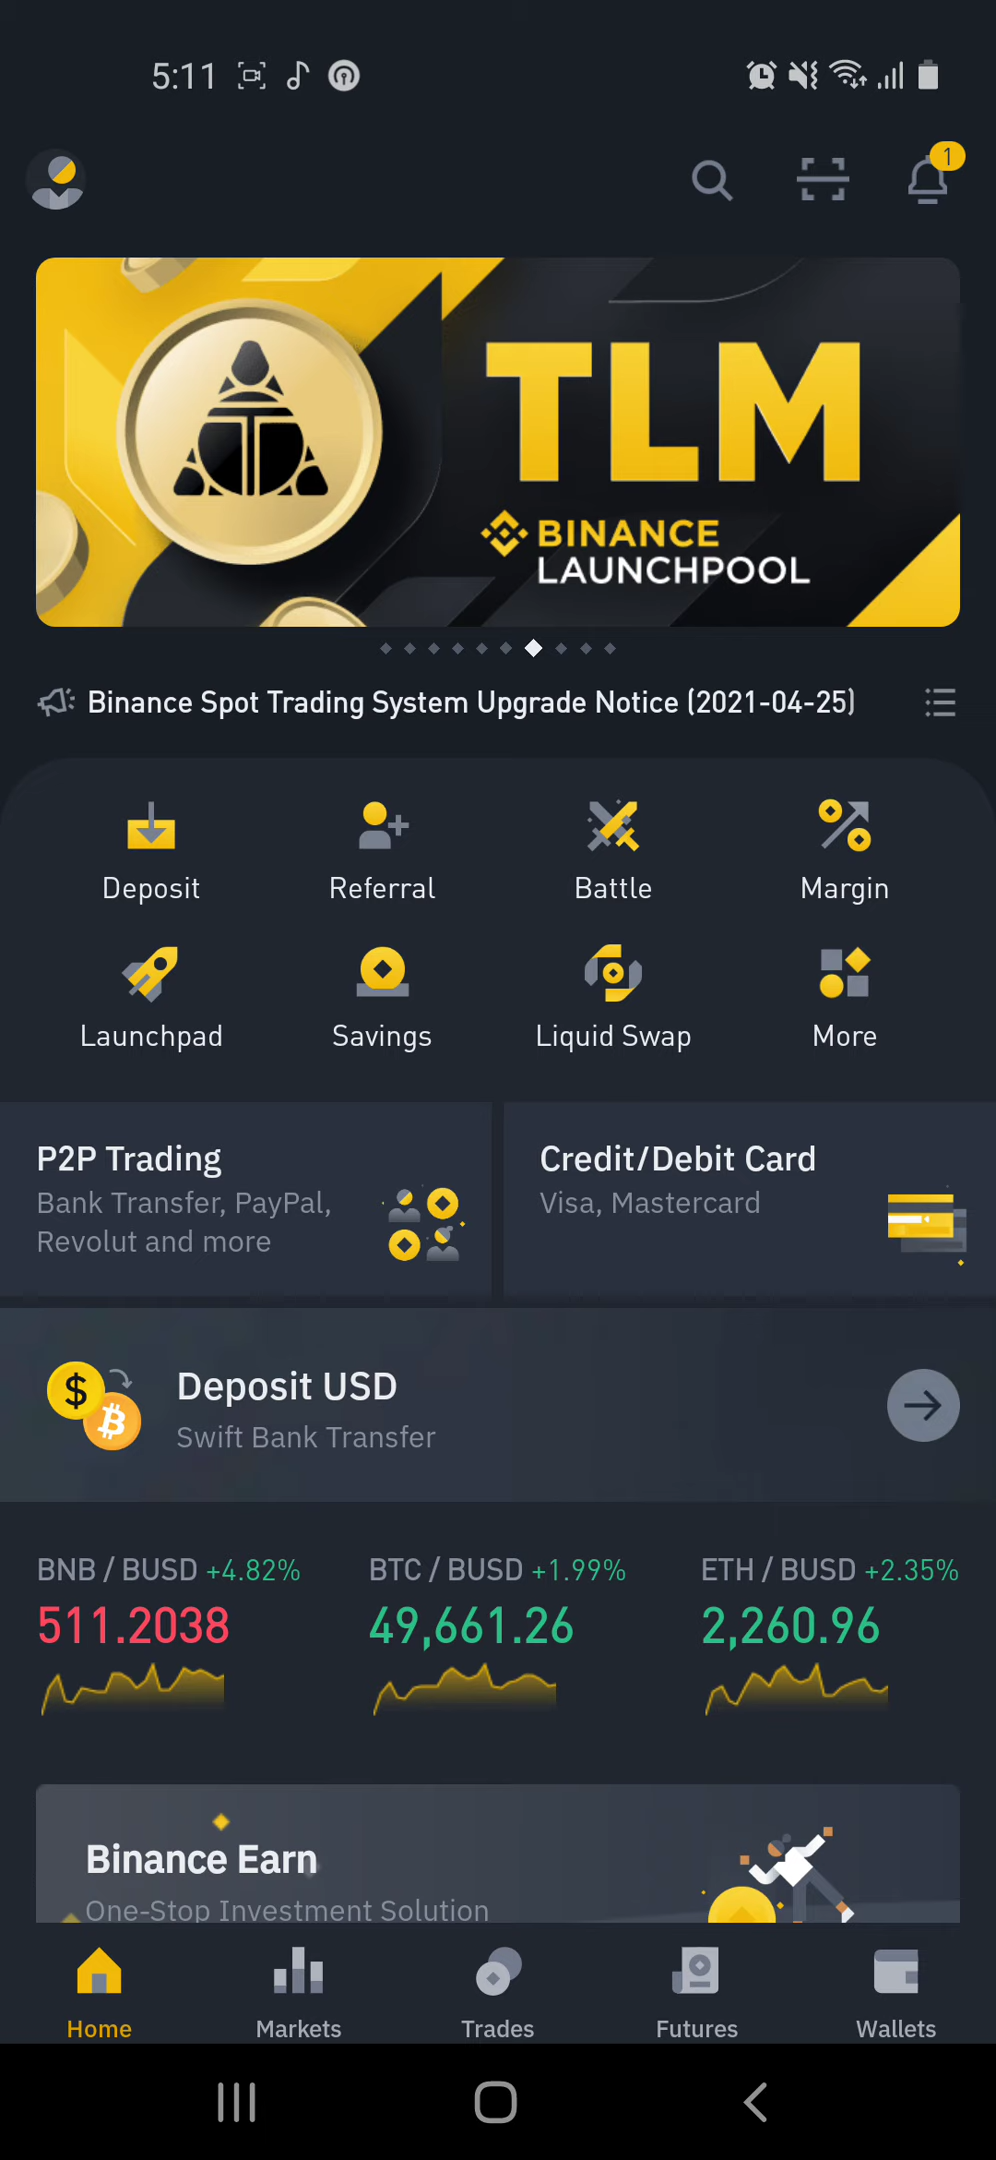 5:11
1
TLM
BINANCE
LAUNCHPOOL
Binance Spot Trading System Upgrade Notice (2021-04-25)
Deposit Referral Battle Margin
Launchpad Savings Liquid Swap More
P2P Trading
Bank Transfer, PayPal,
Revolut and more
Credit/Debit Card
Visa, Mastercard
Deposit USD
Swift Bank Transfer
BNB / BUSD +4.82% BTC / BUSD +1.99% ETH / BUSD +2.35%
511.2038 49,661.26 2,260.96
Binance Earn
One-Stop Investment Solution
Home Markets Trades Futures Wallets